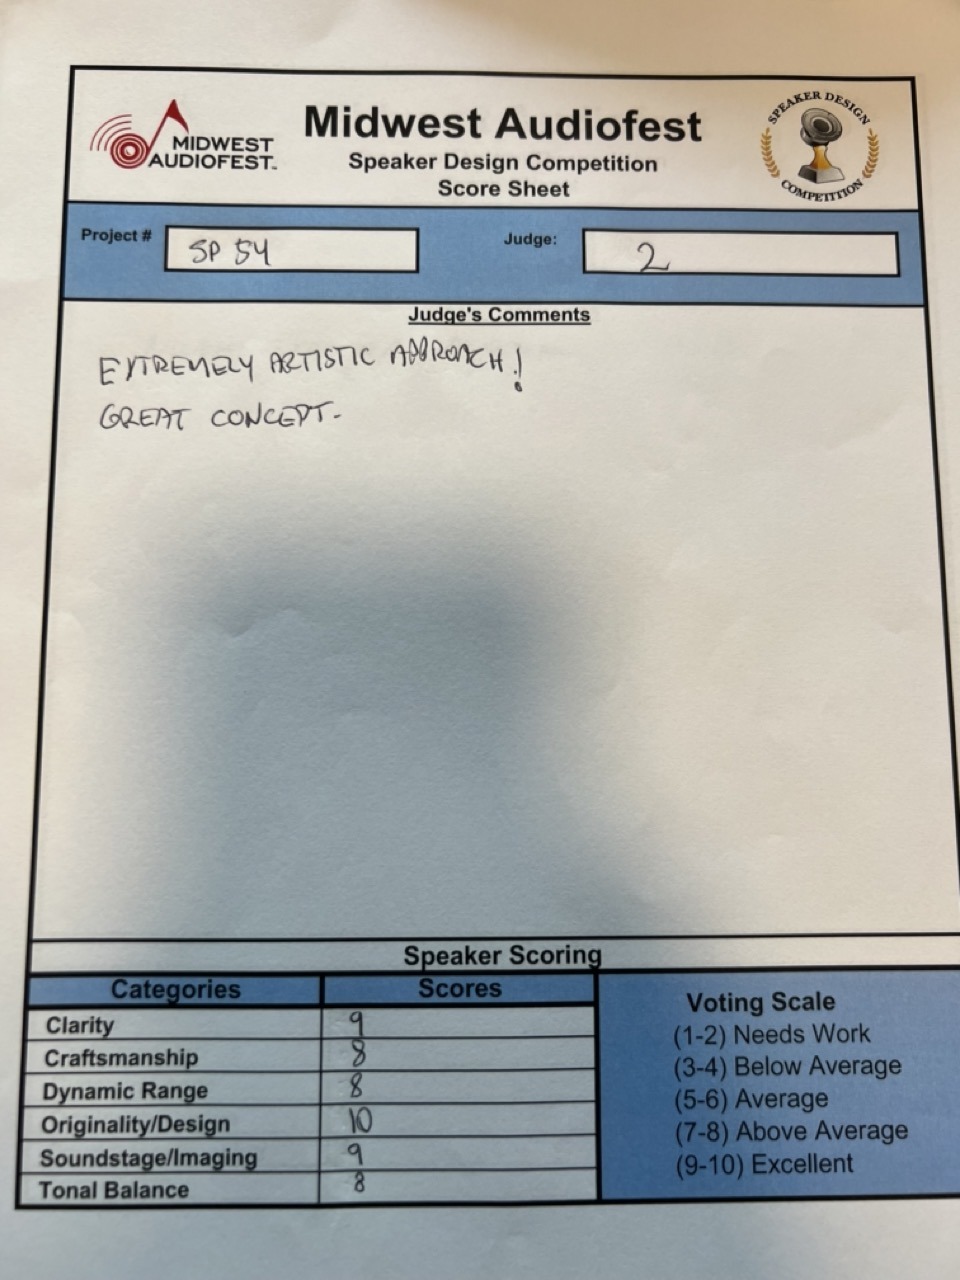 MIDWEST
AUDIOFEST™
Midwest Audiofest
Speaker Design Competition
Score Sheet
SPEAKER DESIGN
COMPETITION
Project # SP 54
Judge: 2
Judge's Comments
EXTREMELY ARTISTIC APPROACH!
GREAT CONCEPT.
Speaker Scoring
Categories Scores
Clarity 9
Craftsmanship 8
Dynamic Range 8
Originality/Design 10
Soundstage/Imaging 9
Tonal Balance 8
Voting Scale
(1-2) Needs Work
(3-4) Below Average
(5-6) Average
(7-8) Above Average
(9-10) Excellent